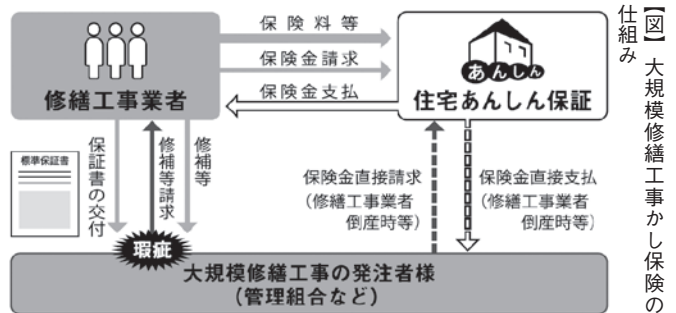 【図】大規模修繕工事かし保険の
仕組み
保険料等
保険金請求
保険金支払
修繕工事業者
あんしん
住宅あんしん保証
標準保証書
保証書の交付
修補等請求
修補等
保険金直接請求
（修繕工事業者
倒産時等）
保険金直接支払
（修繕工事業者
倒産時等）
瑕疵
大規模修繕工事の発注者様
（管理組合など）